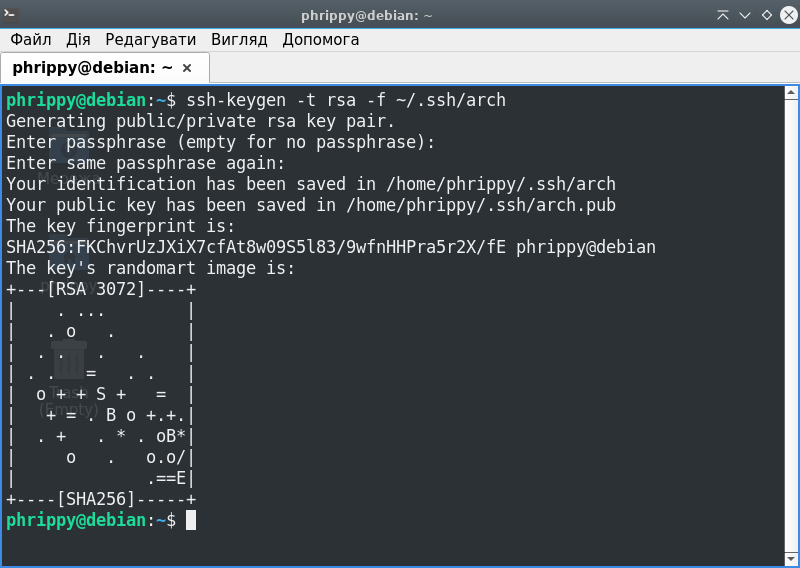 phrippy@debian: ~
Файл Дія Редагувати Вигляд Допомога
phrippy@debian: ~ ×
phrippy@debian:~$ ssh-keygen -t rsa -f ~/.ssh/arch
Generating public/private rsa key pair.
Enter passphrase (empty for no passphrase):
Enter same passphrase again:
Your identification has been saved in /home/phrippy/.ssh/arch
Your public key has been saved in /home/phrippy/.ssh/arch.pub
The key fingerprint is:
SHA256:FKChvrUzJXiX7cfAt8w09S5l83/9wfnHHPra5r2X/fE phrippy@debian
The key's randomart image is:
+---[RSA 3072]----+
|    . ...        |
|   . o   .       |
|  . .   .   .    |
| . .   =   . .   |
|  o + + S +   =  |
|   + = . B o +.+.|
|  . +   . * . oB*|
|     o   .   o.o/|
|             .==E|
+----[SHA256]-----+
phrippy@debian:~$
Trash
(Empty)